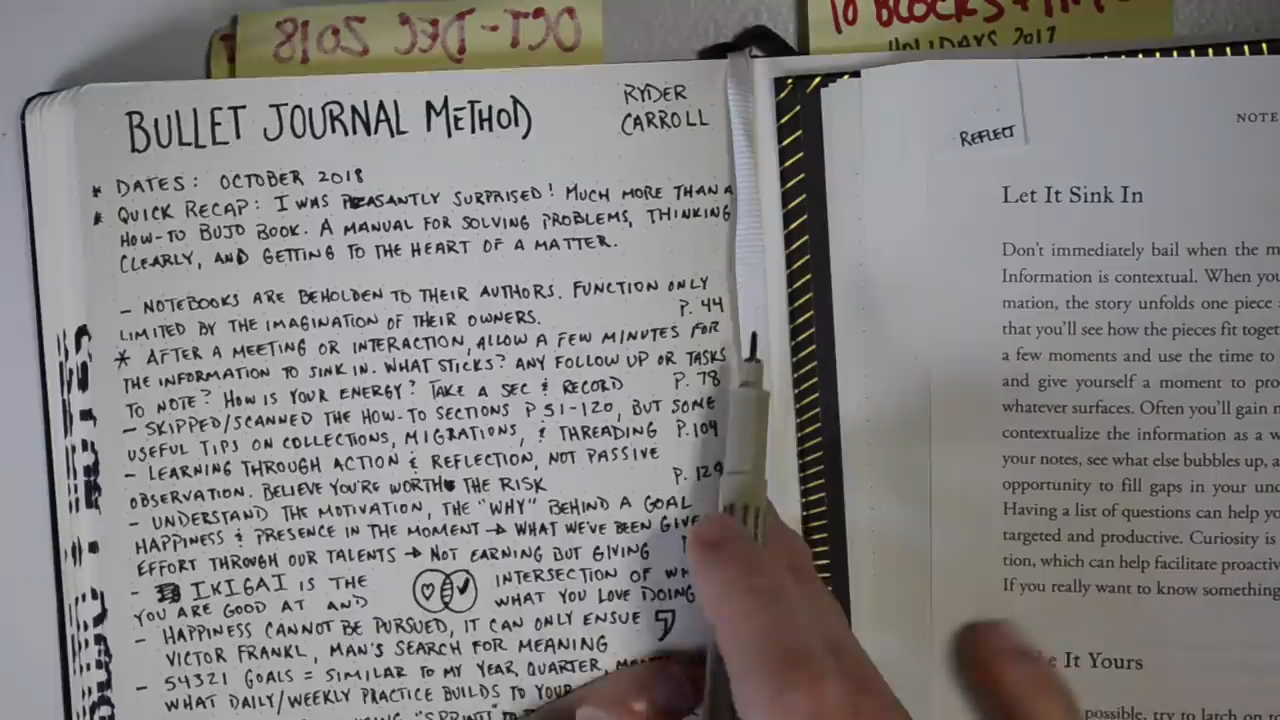 OCT-DEC 2018
10 BLOCKS +
HOLIDAYS 2017
BULLET JOURNAL METHOD
RYDER
CARROLL
* DATES: OCTOBER 2018
* QUICK RECAP: I WAS PLEASANTLY SURPRISED! MUCH MORE THAN A
HOW-TO BUJO BOOK. A MANUAL FOR SOLVING PROBLEMS, THINKING
CLEARLY, AND GETTING TO THE HEART OF A MATTER.
- NOTEBOOKS ARE BEHOLDEN TO THEIR AUTHORS. FUNCTION ONLY
LIMITED BY THE IMAGINATION OF THEIR OWNERS. P. 44
* AFTER A MEETING OR INTERACTION, ALLOW A FEW MINUTES FOR
THE INFORMATION TO SINK IN. WHAT STICKS? ANY FOLLOW UP OR TASKS
TO NOTE? HOW IS YOUR ENERGY? TAKE A SEC & RECORD P. 78
- SKIPPED/SCANNED THE HOW-TO SECTIONS P 51-120, BUT SOME
USEFUL TIPS ON COLLECTIONS, MIGRATIONS, & THREADING P.104
- LEARNING THROUGH ACTION & REFLECTION, NOT PASSIVE
OBSERVATION. BELIEVE YOU'RE WORTH THE RISK P. 129
- UNDERSTAND THE MOTIVATION, THE "WHY" BEHIND A GOAL
HAPPINESS & PRESENCE IN THE MOMENT → WHAT WE'VE BEEN GIVE
EFFORT THROUGH OUR TALENTS → NOT EARNING BUT GIVING
- IKIGAI IS THE INTERSECTION OF
YOU ARE GOOD AT AND WHAT YOU LOVE DOING
- HAPPINESS CANNOT BE PURSUED, IT CAN ONLY ENSUE
VICTOR FRANKL, MAN'S SEARCH FOR MEANING
- 54321 GOALS = SIMILAR TO MY YEAR, QUARTER,
WHAT DAILY/WEEKLY PRACTICE BUILDS TO YOUR
"SPRINT"
REFLECT
NOTE
Let It Sink In
Don't immediately bail when the m
Information is contextual. When you
mation, the story unfolds one piece
that you'll see how the pieces fit toget
a few moments and use the time to
and give yourself a moment to pro
whatever surfaces. Often you'll gain
contextualize the information as a w
your notes, see what else bubbles up, a
opportunity to fill gaps in your und
Having a list of questions can help yo
targeted and productive. Curiosity is
tion, which can help facilitate proactiv
If you really want to know something
It Yours
possible, try to latch on